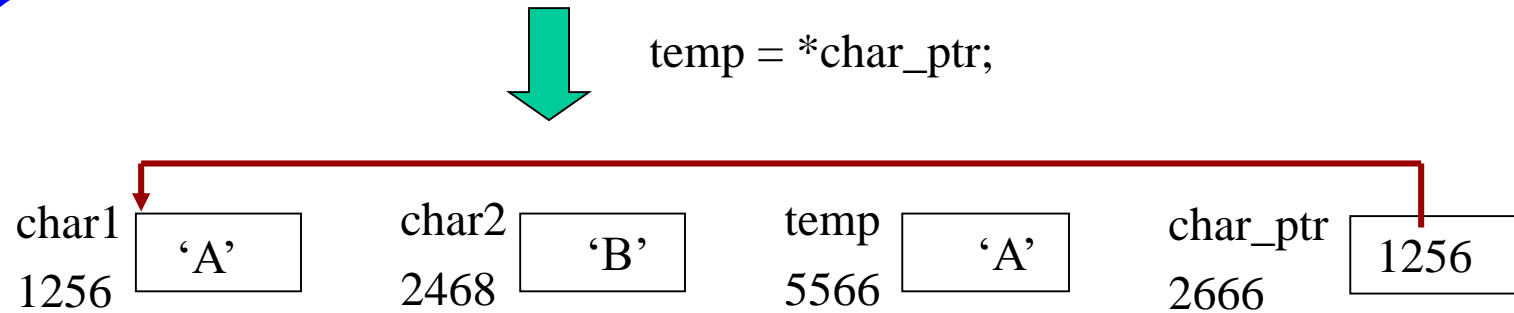 temp = *char_ptr;
char1 ‘A’ char2 ‘B’ temp ‘A’ char_ptr 1256
1256 2468 5566 2666